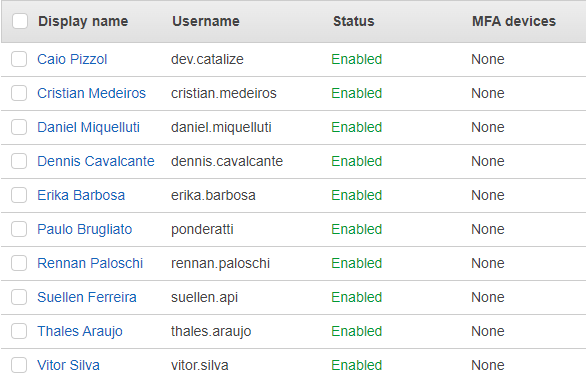 Display name Username Status MFA devices
Caio Pizzol dev.catalize Enabled None
Cristian Medeiros cristian.medeiros Enabled None
Daniel Miquelluti daniel.miquelluti Enabled None
Dennis Cavalcante dennis.cavalcante Enabled None
Erika Barbosa erika.barbosa Enabled None
Paulo Brugliato ponderatti Enabled None
Rennan Paloschi rennan.paloschi Enabled None
Suellen Ferreira suellen.api Enabled None
Thales Araujo thales.araujo Enabled None
Vitor Silva vitor.silva Enabled None